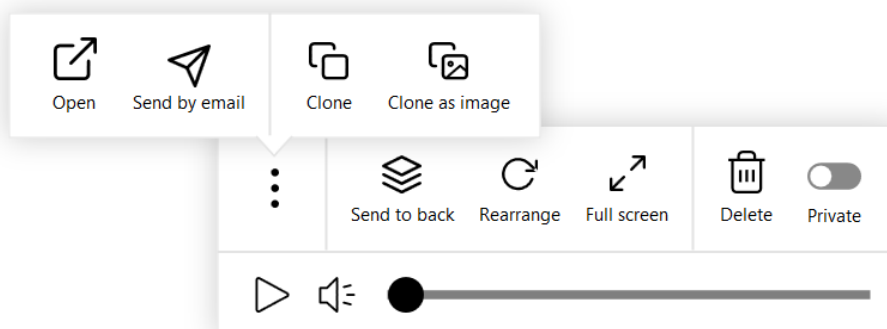 Open
Send by email
Clone
Clone as image
Send to back
Rearrange
Full screen
Delete
Private